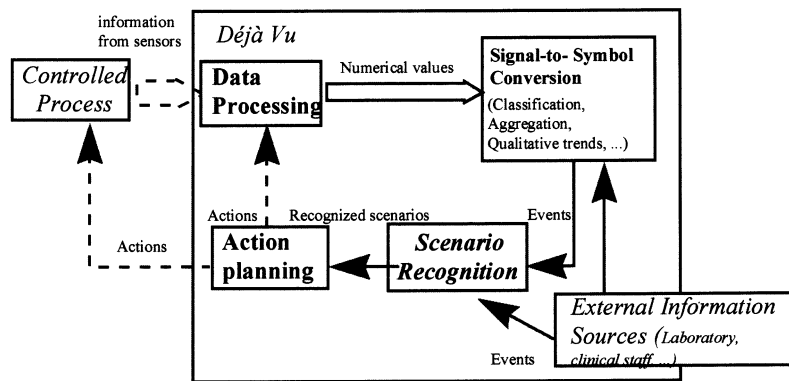 information
from sensors
Déjà Vu
Controlled
Process
Data
Processing
Numerical values
Signal-to- Symbol
Conversion
(Classification,
Aggregation,
Qualitative trends, ...)
Actions
Recognized scenarios
Events
Actions
Action
planning
Scenario
Recognition
External Information
Sources (Laboratory,
clinical staff, ...)
Events